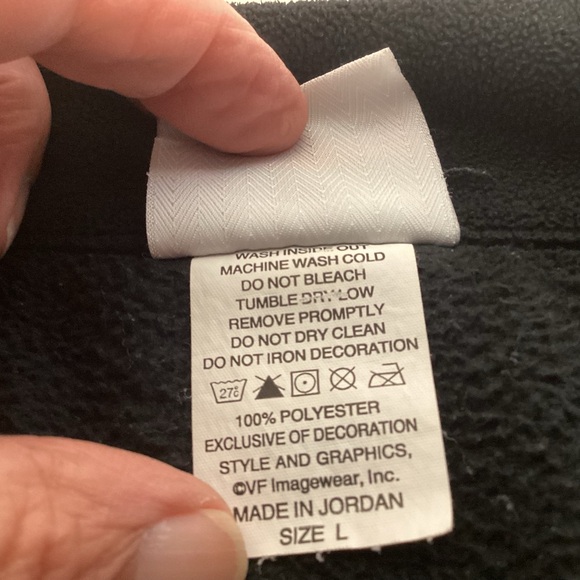 WASH INSIDE OUT
MACHINE WASH COLD
DO NOT BLEACH
TUMBLE DRY LOW
REMOVE PROMPTLY
DO NOT DRY CLEAN
DO NOT IRON DECORATION
27°C
100% POLYESTER
EXCLUSIVE OF DECORATION
STYLE AND GRAPHICS,
©VF Imagewear, Inc.
MADE IN JORDAN
SIZE L